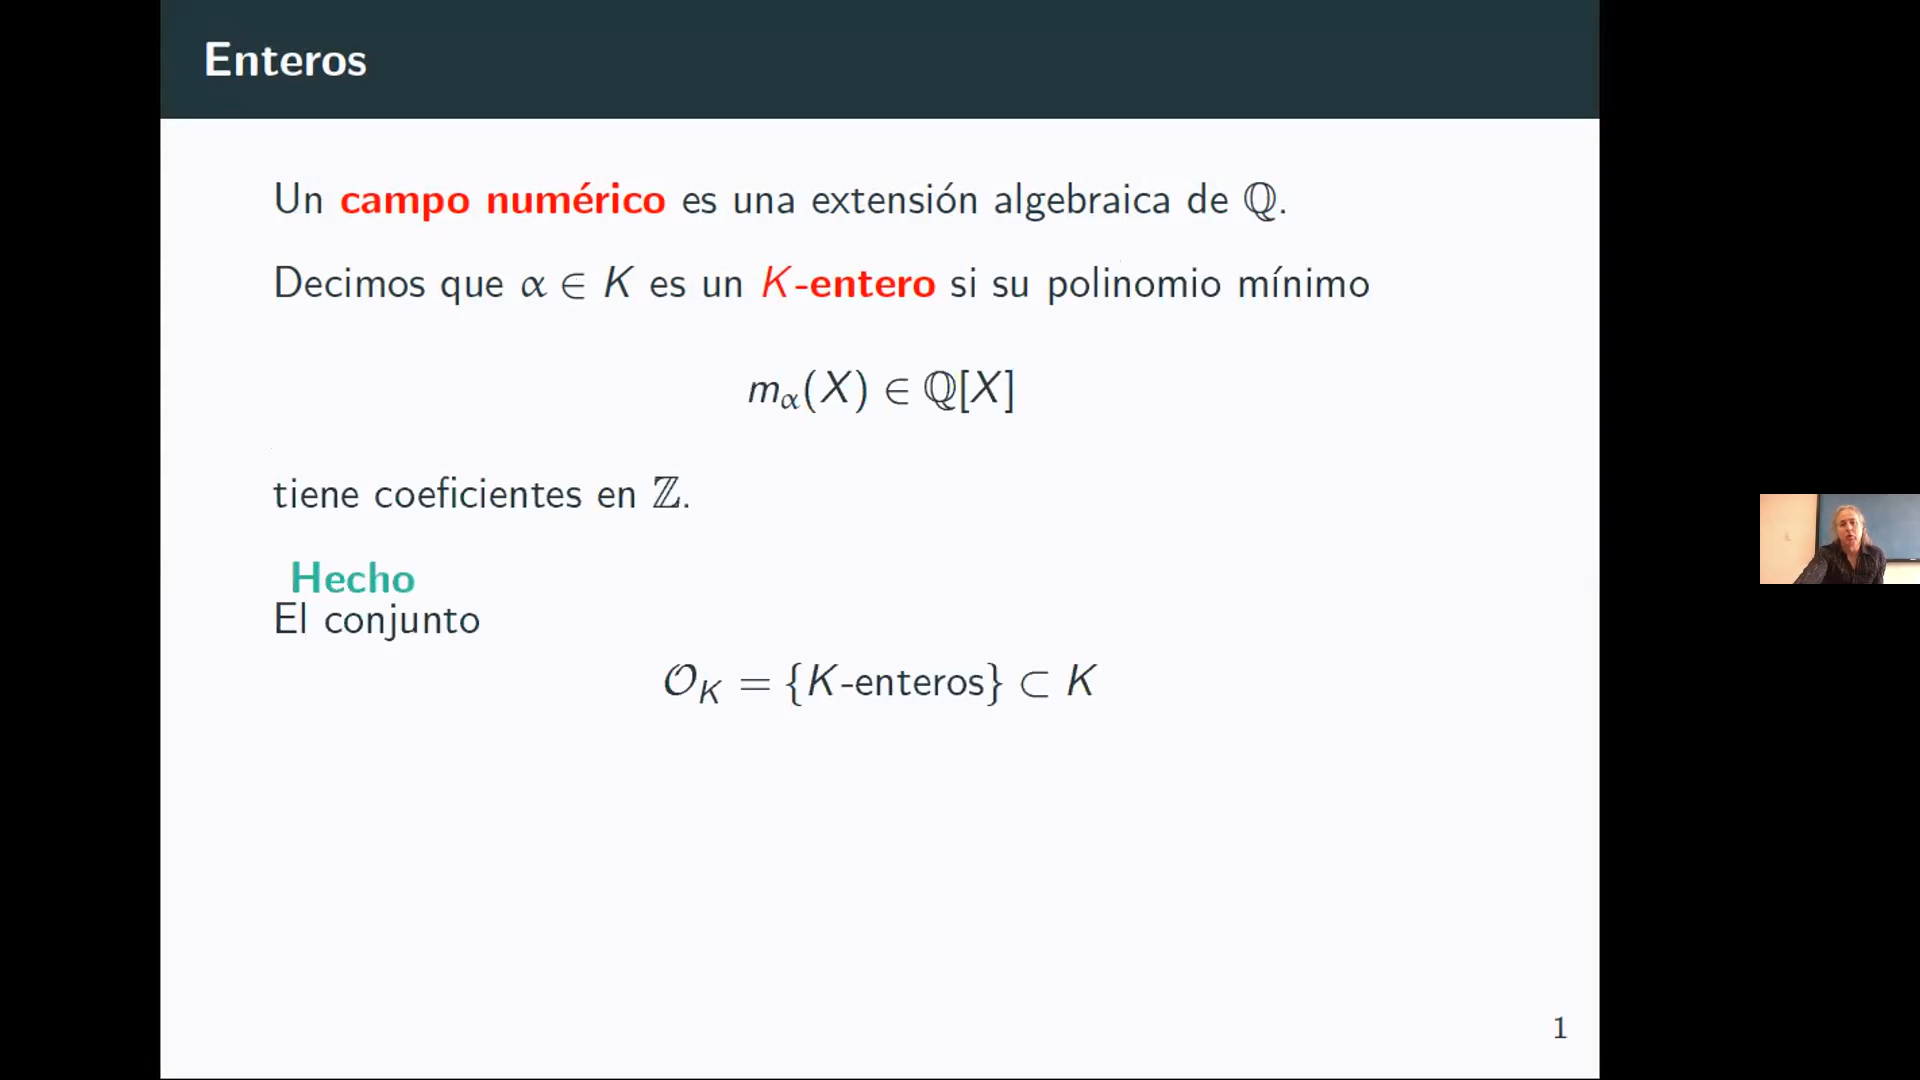 Enteros
Un campo numérico es una extensión algebraica de ℚ.
Decimos que α ∈ K es un K-entero si su polinomio mínimo
m_α(X) ∈ ℚ[X]
tiene coeficientes en ℤ.
Hecho
El conjunto
𝒪_K = {K-enteros} ⊂ K
1